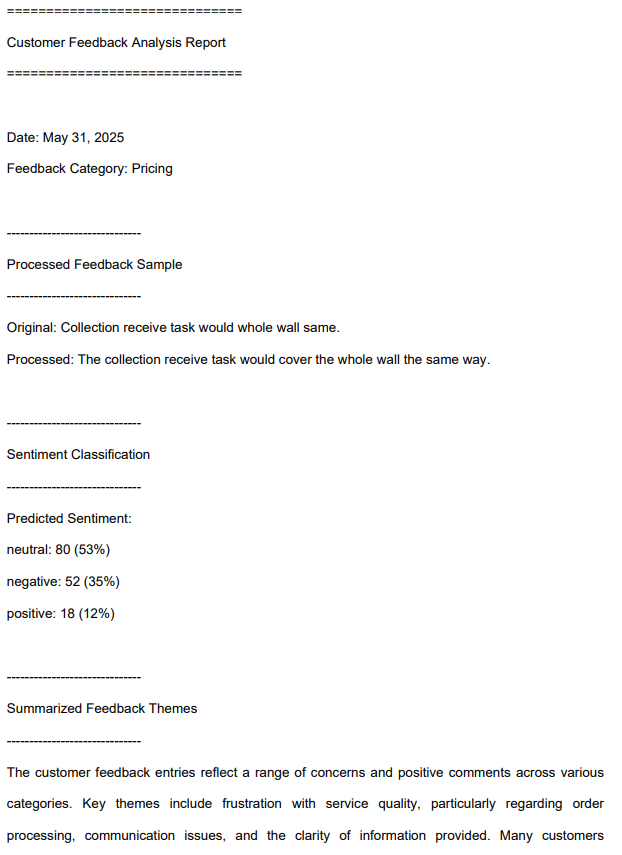 ==============================
Customer Feedback Analysis Report
==============================
Date: May 31, 2025
Feedback Category: Pricing
------------------------------
Processed Feedback Sample
------------------------------
Original: Collection receive task would whole wall same.
Processed: The collection receive task would cover the whole wall the same way.
------------------------------
Sentiment Classification
------------------------------
Predicted Sentiment:
neutral: 80 (53%)
negative: 52 (35%)
positive: 18 (12%)
------------------------------
Summarized Feedback Themes
------------------------------
The customer feedback entries reflect a range of concerns and positive comments across various
categories. Key themes include frustration with service quality, particularly regarding order
processing, communication issues, and the clarity of information provided. Many customers